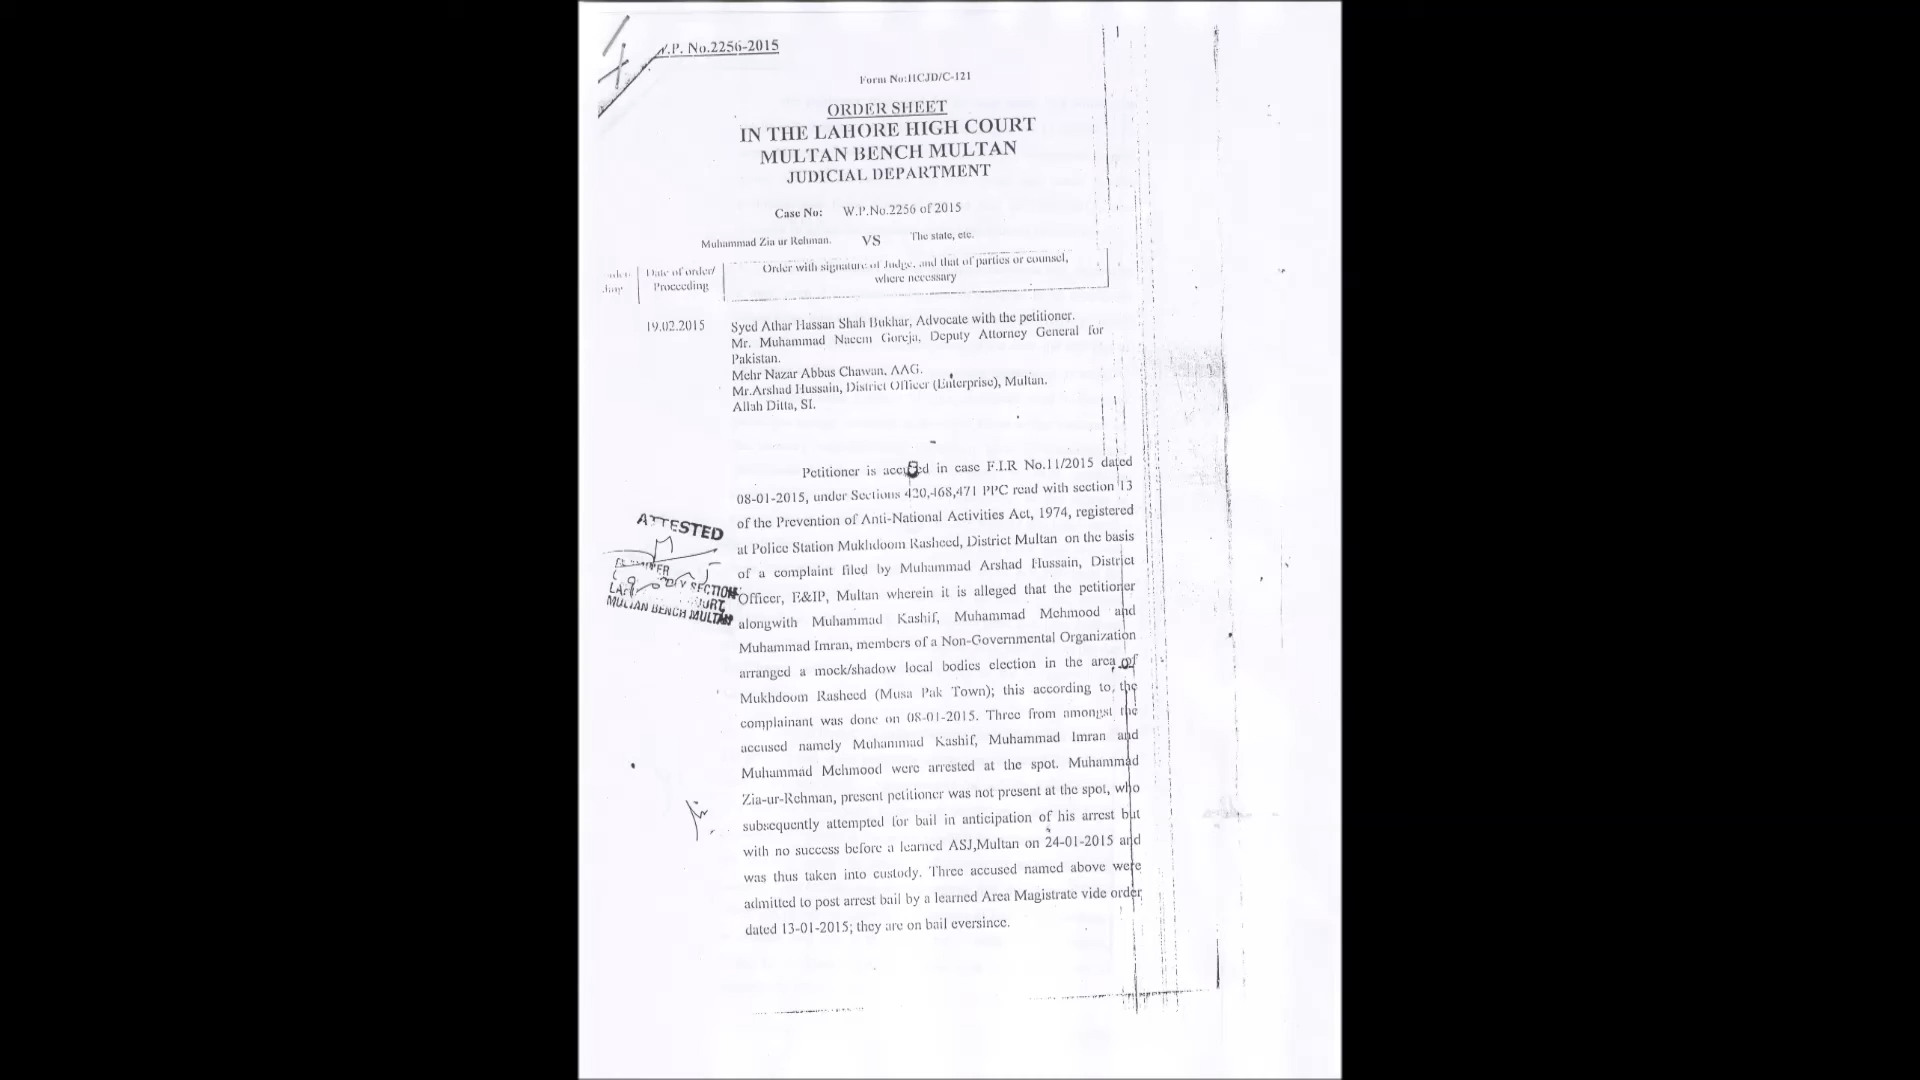 W.P. No.2256-2015
Form No:HCJD/C-121
ORDER SHEET
IN THE LAHORE HIGH COURT
MULTAN BENCH MULTAN
JUDICIAL DEPARTMENT
Case No: W.P.No.2256 of 2015
Muhammad Zia ur Rehman. VS The state, etc.
Date of order/ Proceeding
Order with signature of Judge, and that of parties or counsel,
where necessary
19.02.2015
Syed Athar Hassan Shah Bukhar, Advocate with the petitioner.
Mr. Muhammad Naeem Goreja, Deputy Attorney General for
Pakistan.
Mehr Nazar Abbas Chawan, AAG.
Mr.Arshad Hussain, District Officer (Enterprise), Multan.
Allah Ditta, SI.
Petitioner is accused in case F.I.R No.11/2015 dated
08-01-2015, under Sections 420,468,471 PPC read with section 13
of the Prevention of Anti-National Activities Act, 1974, registered
at Police Station Mukhdoom Rasheed, District Multan on the basis
of a complaint filed by Muhammad Arshad Hussain, District
Officer, E&IP, Multan wherein it is alleged that the petitioner
alongwith Muhammad Kashif, Muhammad Mehmood and
Muhammad Imran, members of a Non-Governmental Organization
arranged a mock/shadow local bodies election in the area of
Mukhdoom Rasheed (Musa Pak Town); this according to the
complainant was done on 08-01-2015. Three from amongst the
accused namely Muhammad Kashif, Muhammad Imran and
Muhammad Mehmood were arrested at the spot. Muhammad
Zia-ur-Rehman, present petitioner was not present at the spot, who
subsequently attempted for bail in anticipation of his arrest but
with no success before a learned ASJ,Multan on 24-01-2015 and
was thus taken into custody. Three accused named above were
admitted to post arrest bail by a learned Area Magistrate vide order
dated 13-01-2015; they are on bail eversince.
ATTESTED
SECTION
MULTAN BENCH MULTAN